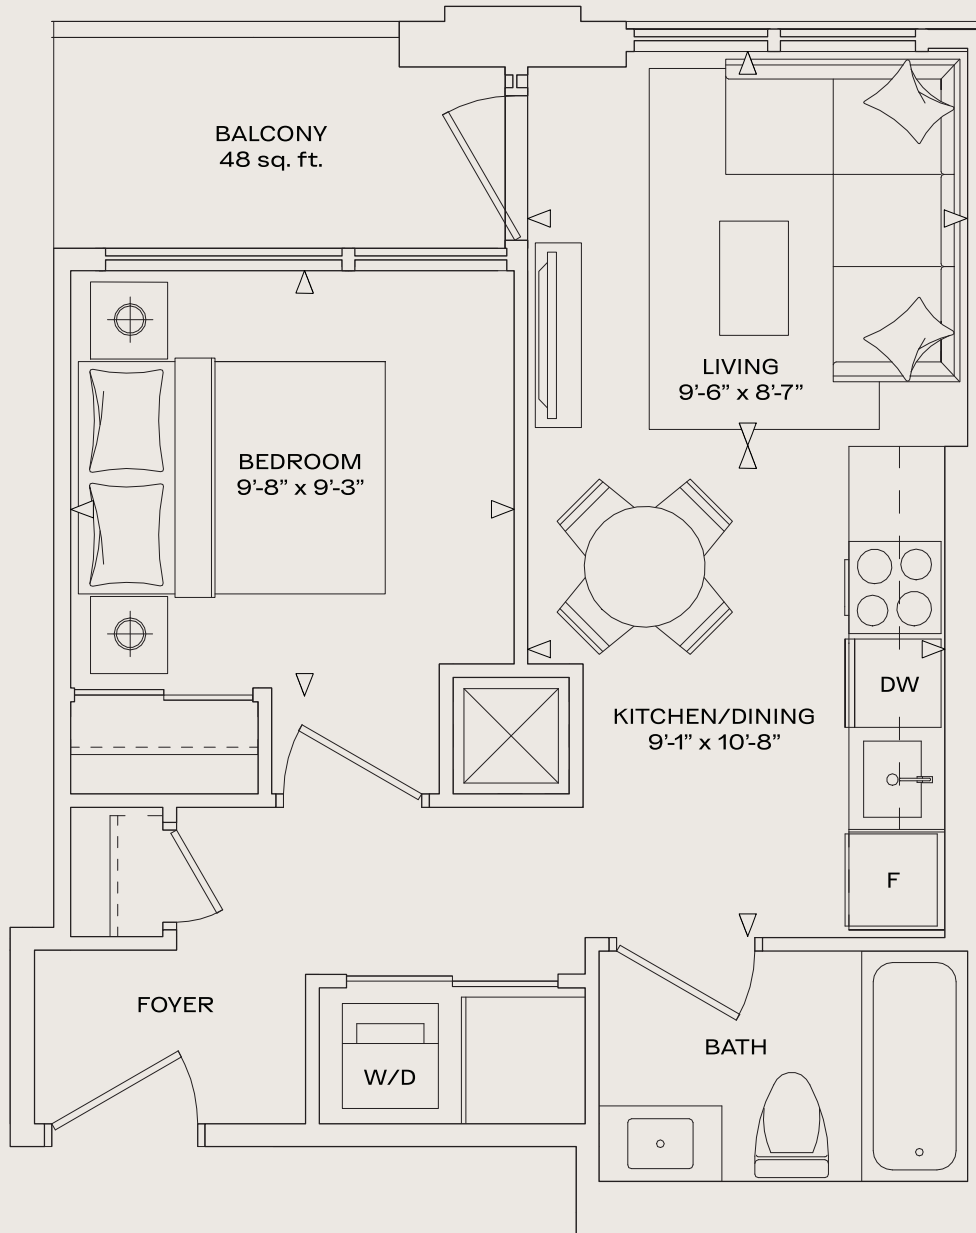 BALCONY
48 sq. ft.
LIVING
9’-6” x 8’-7”
BEDROOM
9’-8” x 9’-3”
DW
KITCHEN/DINING
9’-1” x 10’-8”
F
FOYER
BATH
W/D